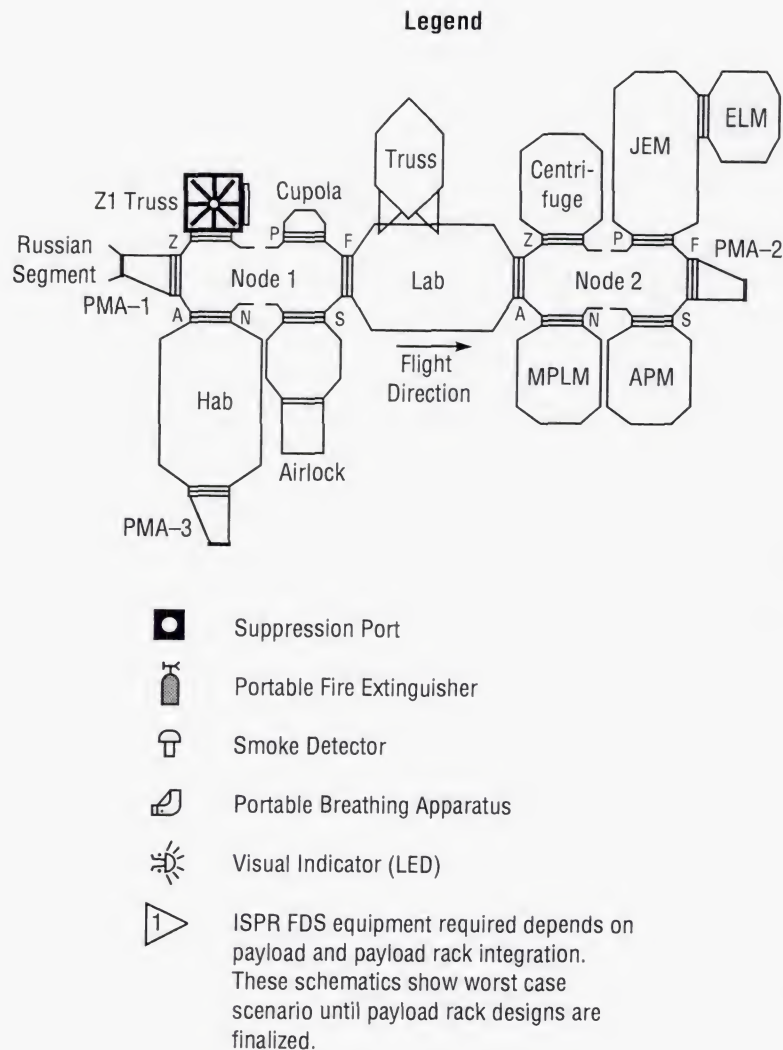 Legend
ELM
JEM
Truss
Centri-
fuge
Cupola
Z1 Truss
Z
P
F
Z
P
F
PMA–2
Russian
Segment
Node 1
Lab
Node 2
PMA–1
A
N
S
A
N
S
Flight
Direction
MPLM
APM
Hab
Airlock
PMA–3
Suppression Port
Portable Fire Extinguisher
Smoke Detector
Portable Breathing Apparatus
Visual Indicator (LED)
1
ISPR FDS equipment required depends on
payload and payload rack integration.
These schematics show worst case
scenario until payload rack designs are
finalized.